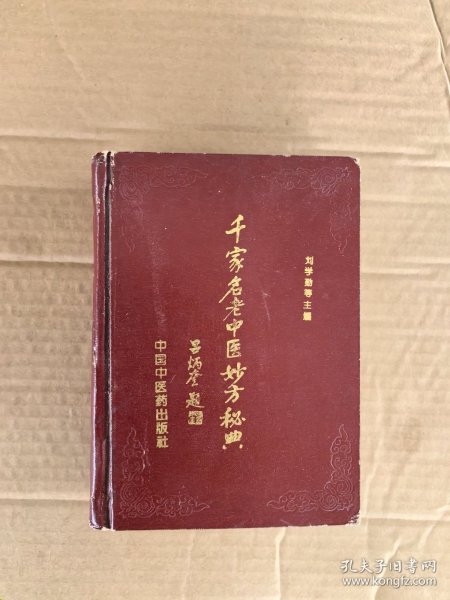 刘学勤等主编
千家名老中医妙方秘典
吕炳奎题
中国中医药出版社
孔夫子旧书网
www.kongfz.com